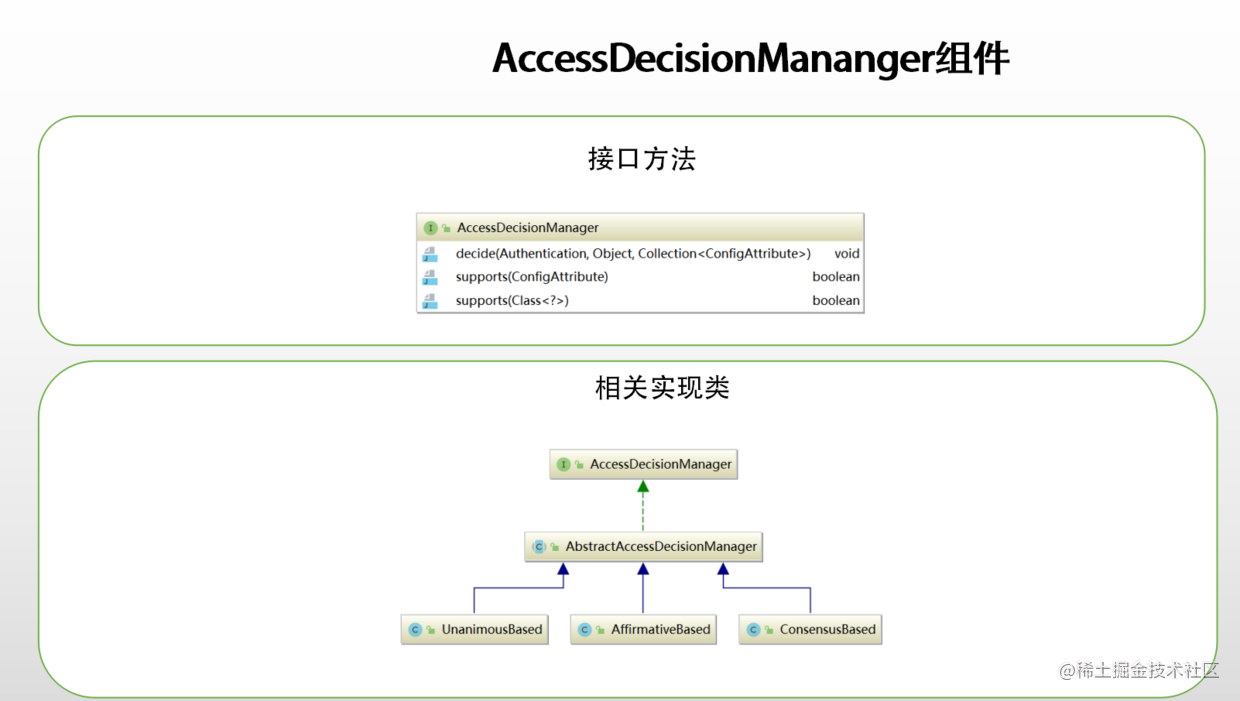 AccessDecisionMananger组件
接口方法
AccessDecisionManager
decide(Authentication, Object, Collection<ConfigAttribute>) void
supports(ConfigAttribute) boolean
supports(Class<?>) boolean
相关实现类
AccessDecisionManager
AbstractAccessDecisionManager
UnanimousBased AffirmativeBased ConsensusBased
@稀土掘金技术社区